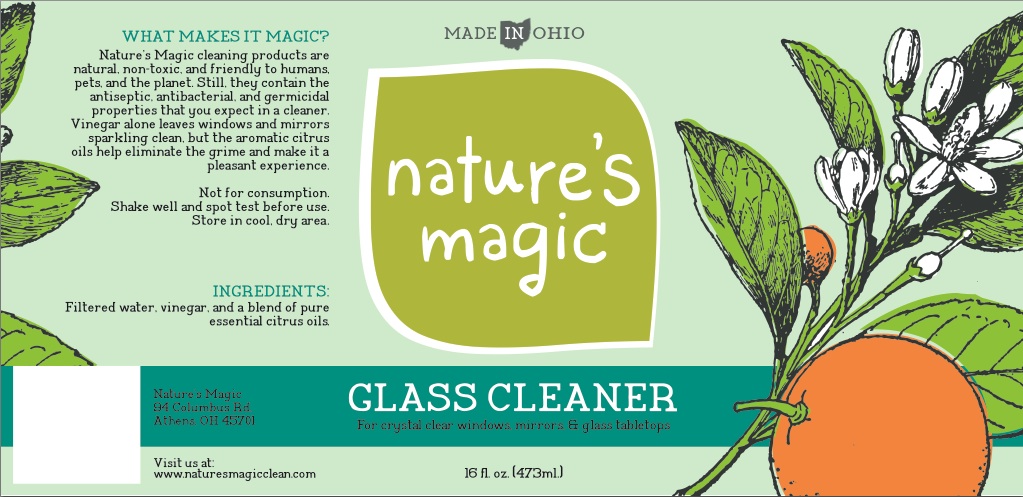 WHAT MAKES IT MAGIC?
Nature's Magic cleaning products are
natural, non-toxic, and friendly to humans,
pets, and the planet. Still, they contain the
antiseptic, antibacterial, and germicidal
properties that you expect in a cleaner.
Vinegar alone leaves windows and mirrors
sparkling clean, but the aromatic citrus
oils help eliminate the grime and make it a
pleasant experience.
Not for consumption.
Shake well and spot test before use.
Store in cool, dry area.
INGREDIENTS:
Filtered water, vinegar, and a blend of pure
essential citrus oils.
Nature's Magic
94 Columbus Rd.
Athens, OH 45701
Visit us at:
www.naturesmagicclean.com
MADE IN OHIO
nature's
magic
GLASS CLEANER
For crystal clear windows, mirrors & glass tabletops
16 fl. oz. (473ml.)